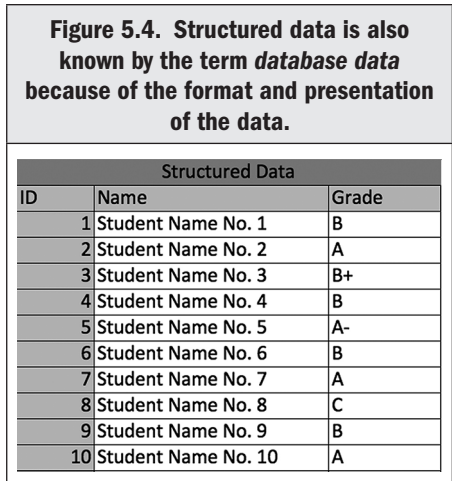 Figure 5.4. Structured data is also
known by the term database data
because of the format and presentation
of the data.
Structured Data
ID Name Grade
1 Student Name No. 1 B
2 Student Name No. 2 A
3 Student Name No. 3 B+
4 Student Name No. 4 B
5 Student Name No. 5 A-
6 Student Name No. 6 B
7 Student Name No. 7 A
8 Student Name No. 8 C
9 Student Name No. 9 B
10 Student Name No. 10 A